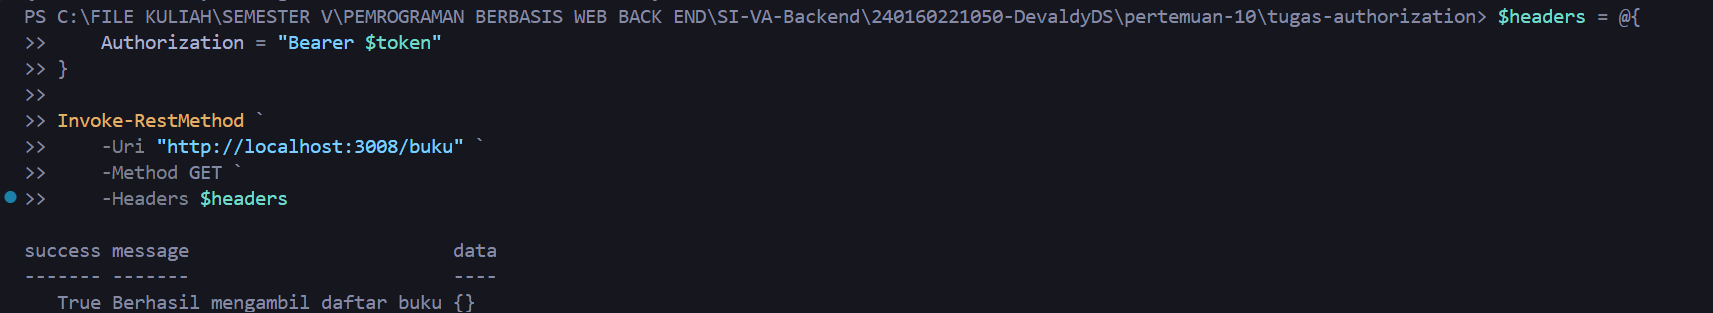 PS C:\FILE KULIAH\SEMESTER V\PEMROGRAMAN BERBASIS WEB BACK END\SI-VA-Backend\240160221050-DevaldyDS\pertemuan-10\tugas-authorization> $headers = @{
>>     Authorization = "Bearer $token"
>> }
>>
>> Invoke-RestMethod `
>>     -Uri "http://localhost:3008/buku" `
>>     -Method GET `
>>     -Headers $headers
success message                        data
------- -------                        ----
   True Berhasil mengambil daftar buku {}